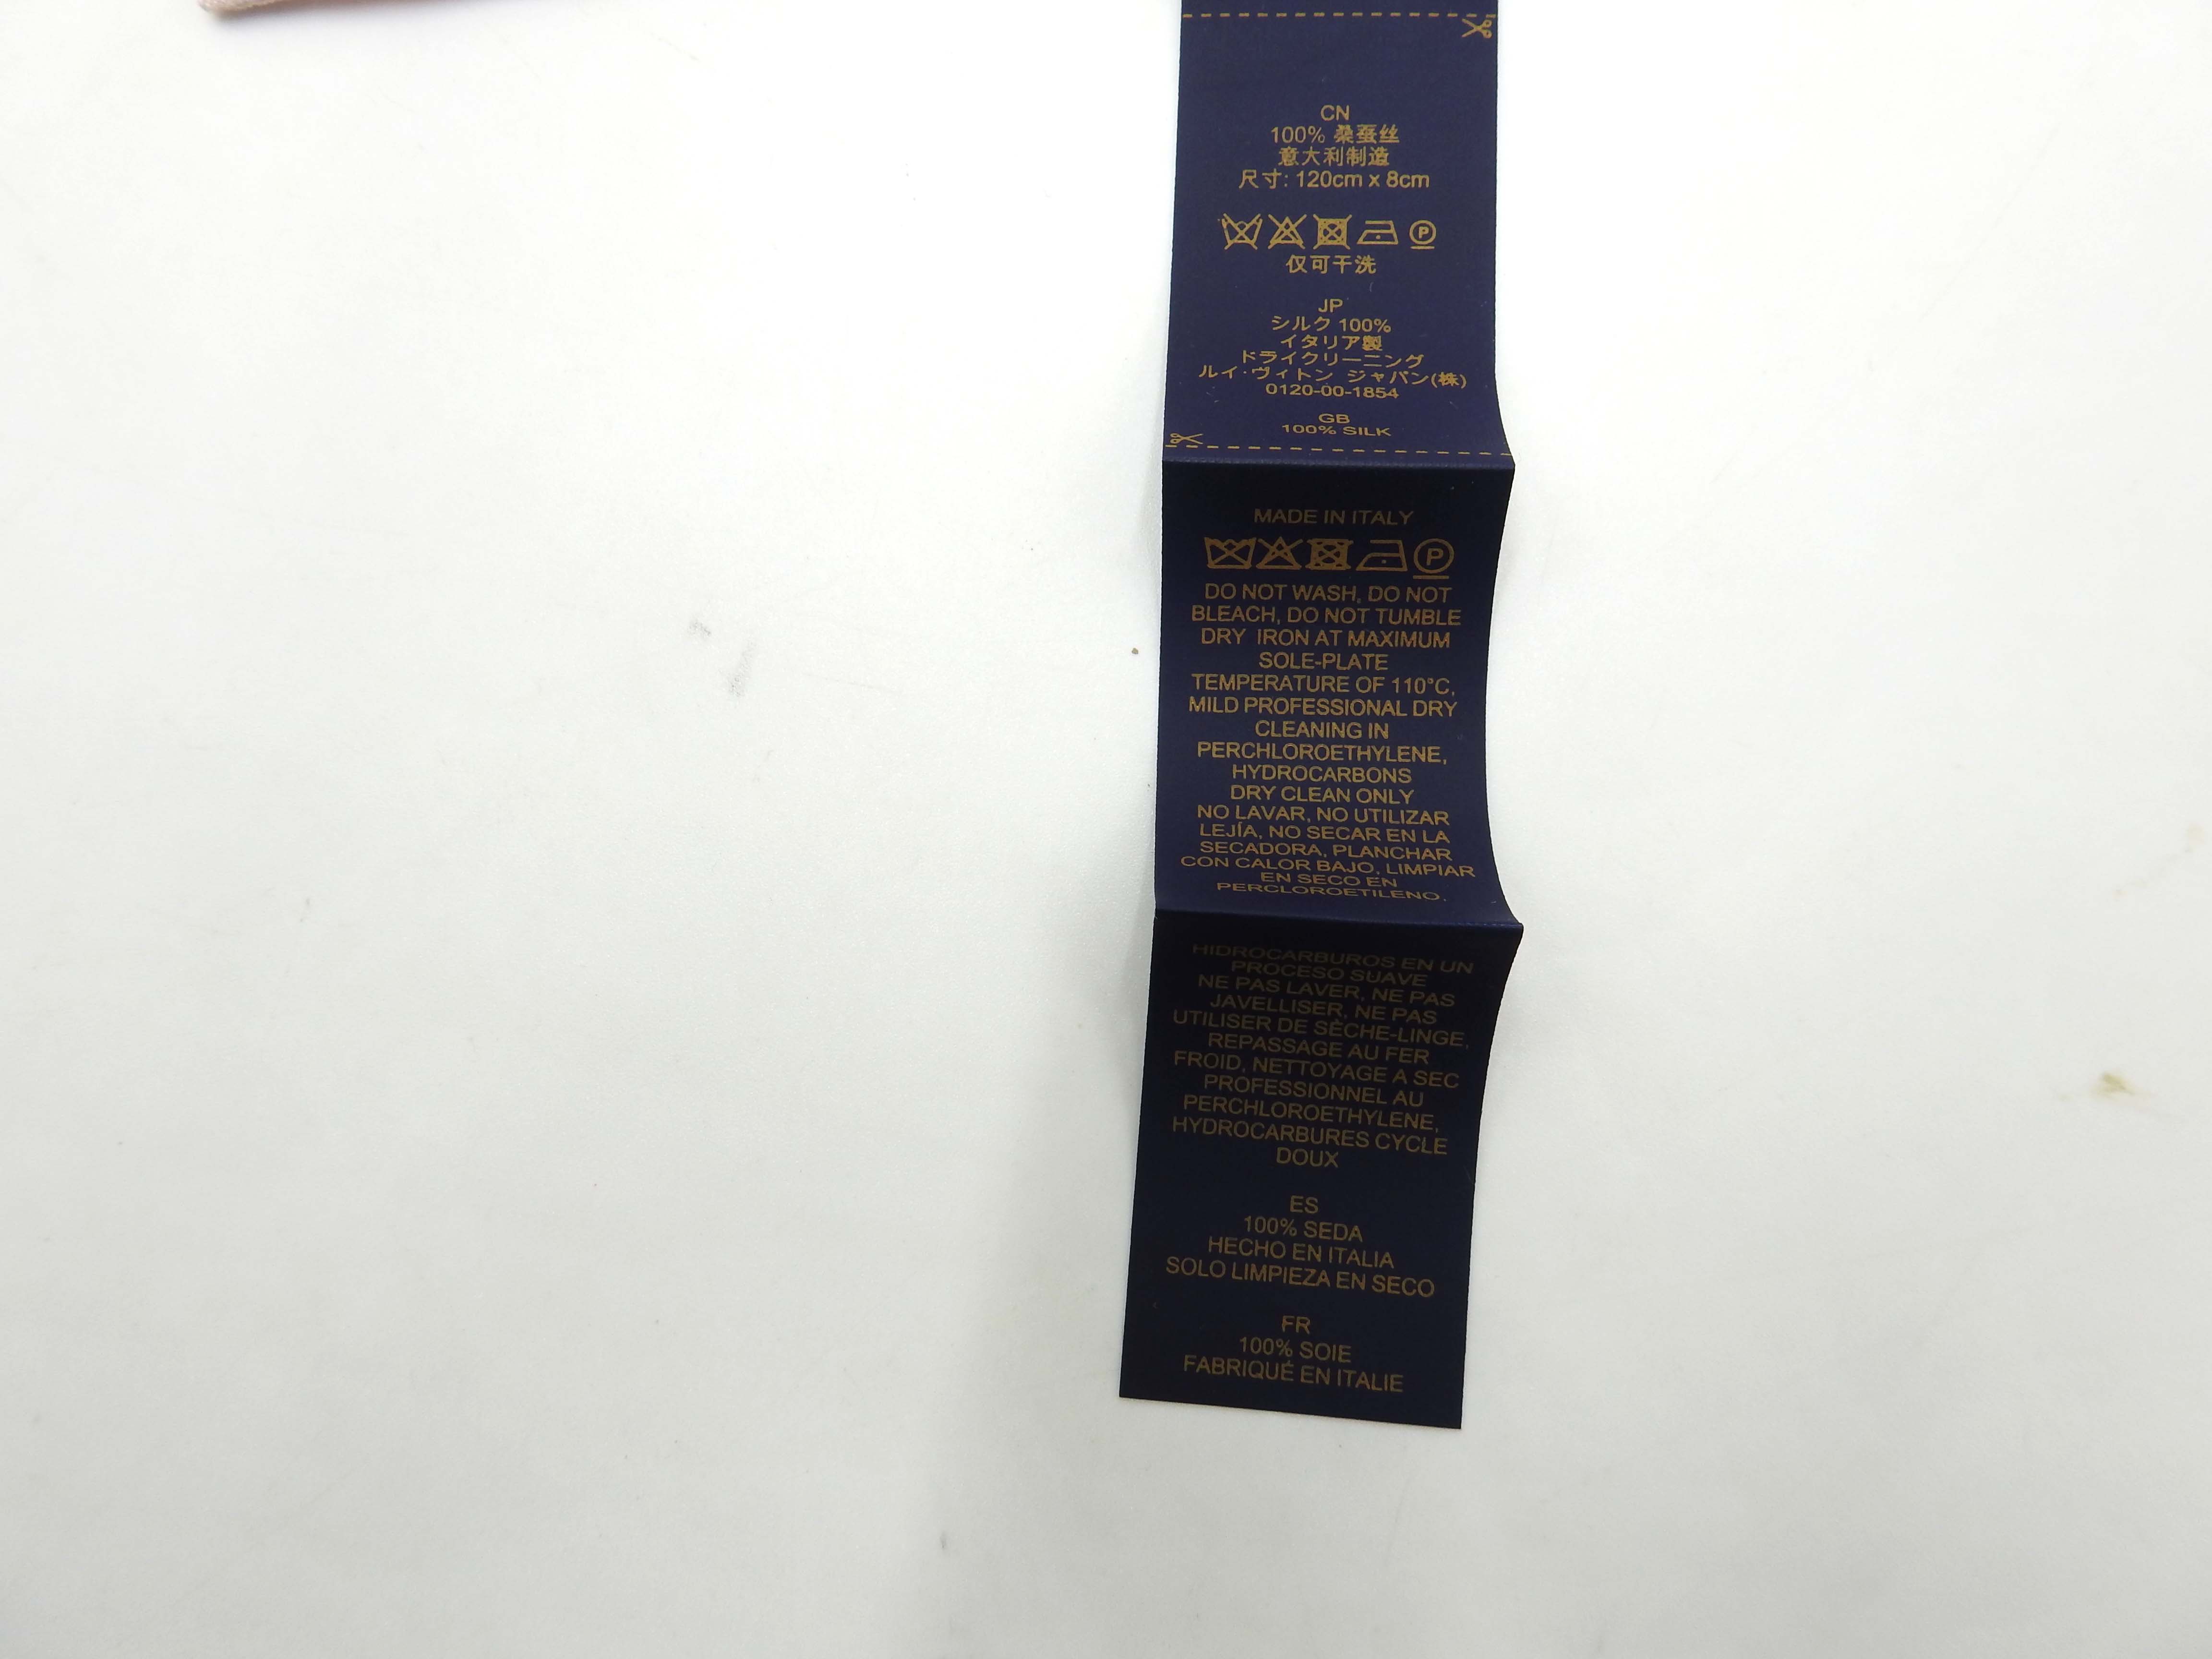 CN
100% 桑蚕丝
意大利制造
尺寸: 120cm x 8cm
P
仅可干洗
JP
シルク 100%
イタリア製
ドライクリーニング
ルイ･ヴィトン ジャパン(株)
0120-00-1854
GB
100% SILK
MADE IN ITALY
P
DO NOT WASH, DO NOT
BLEACH, DO NOT TUMBLE
DRY IRON AT MAXIMUM
SOLE-PLATE
TEMPERATURE OF 110°C,
MILD PROFESSIONAL DRY
CLEANING IN
PERCHLOROETHYLENE,
HYDROCARBONS
DRY CLEAN ONLY
NO LAVAR, NO UTILIZAR
LEJÍA, NO SECAR EN LA
SECADORA, PLANCHAR
CON CALOR BAJO, LIMPIAR
EN SECO EN
PERCLOROETILENO,
HIDROCARBUROS EN UN
PROCESO SUAVE
NE PAS LAVER, NE PAS
JAVELLISER, NE PAS
UTILISER DE SÈCHE-LINGE,
REPASSAGE AU FER
FROID, NETTOYAGE A SEC
PROFESSIONNEL AU
PERCHLOROETHYLENE,
HYDROCARBURES CYCLE
DOUX
ES
100% SEDA
HECHO EN ITALIA
SOLO LIMPIEZA EN SECO
FR
100% SOIE
FABRIQUÉ EN ITALIE